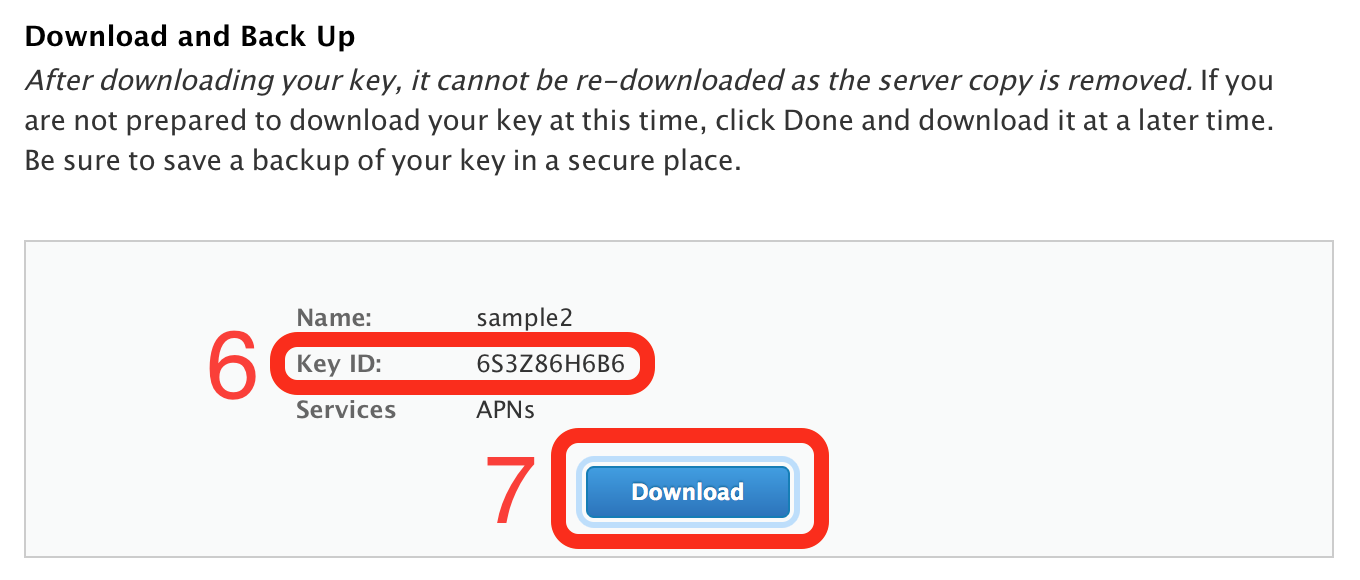 Download and Back Up
After downloading your key, it cannot be re-downloaded as the server copy is removed. If you
are not prepared to download your key at this time, click Done and download it at a later time.
Be sure to save a backup of your key in a secure place.
Name: sample2
6 Key ID: 6S3Z86H6B6
Services APNs
7 Download